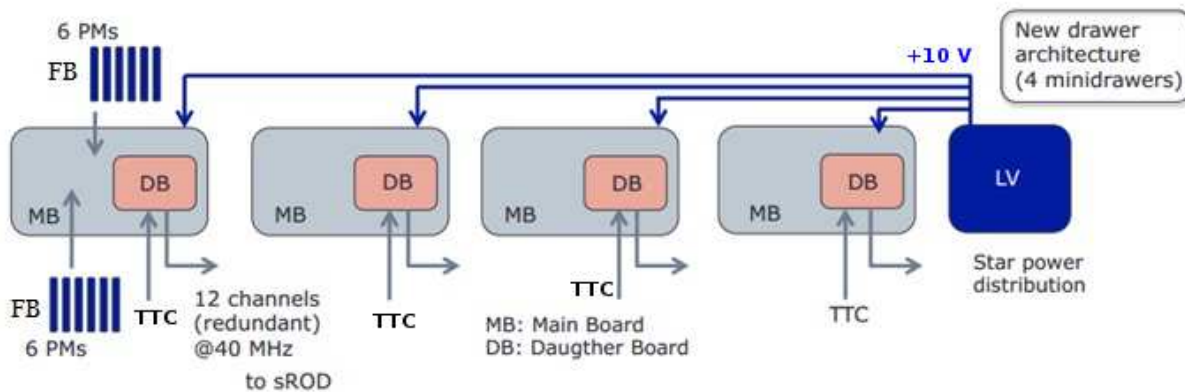 6 PMs
FB
+10 V
New drawer
architecture
(4 minidrawers)
DB
MB
DB
MB
DB
MB
DB
MB
LV
FB
6 PMs
TTC
12 channels
(redundant)
@40 MHz
to sROD
TTC
TTC
MB: Main Board
DB: Daugther Board
TTC
Star power
distribution